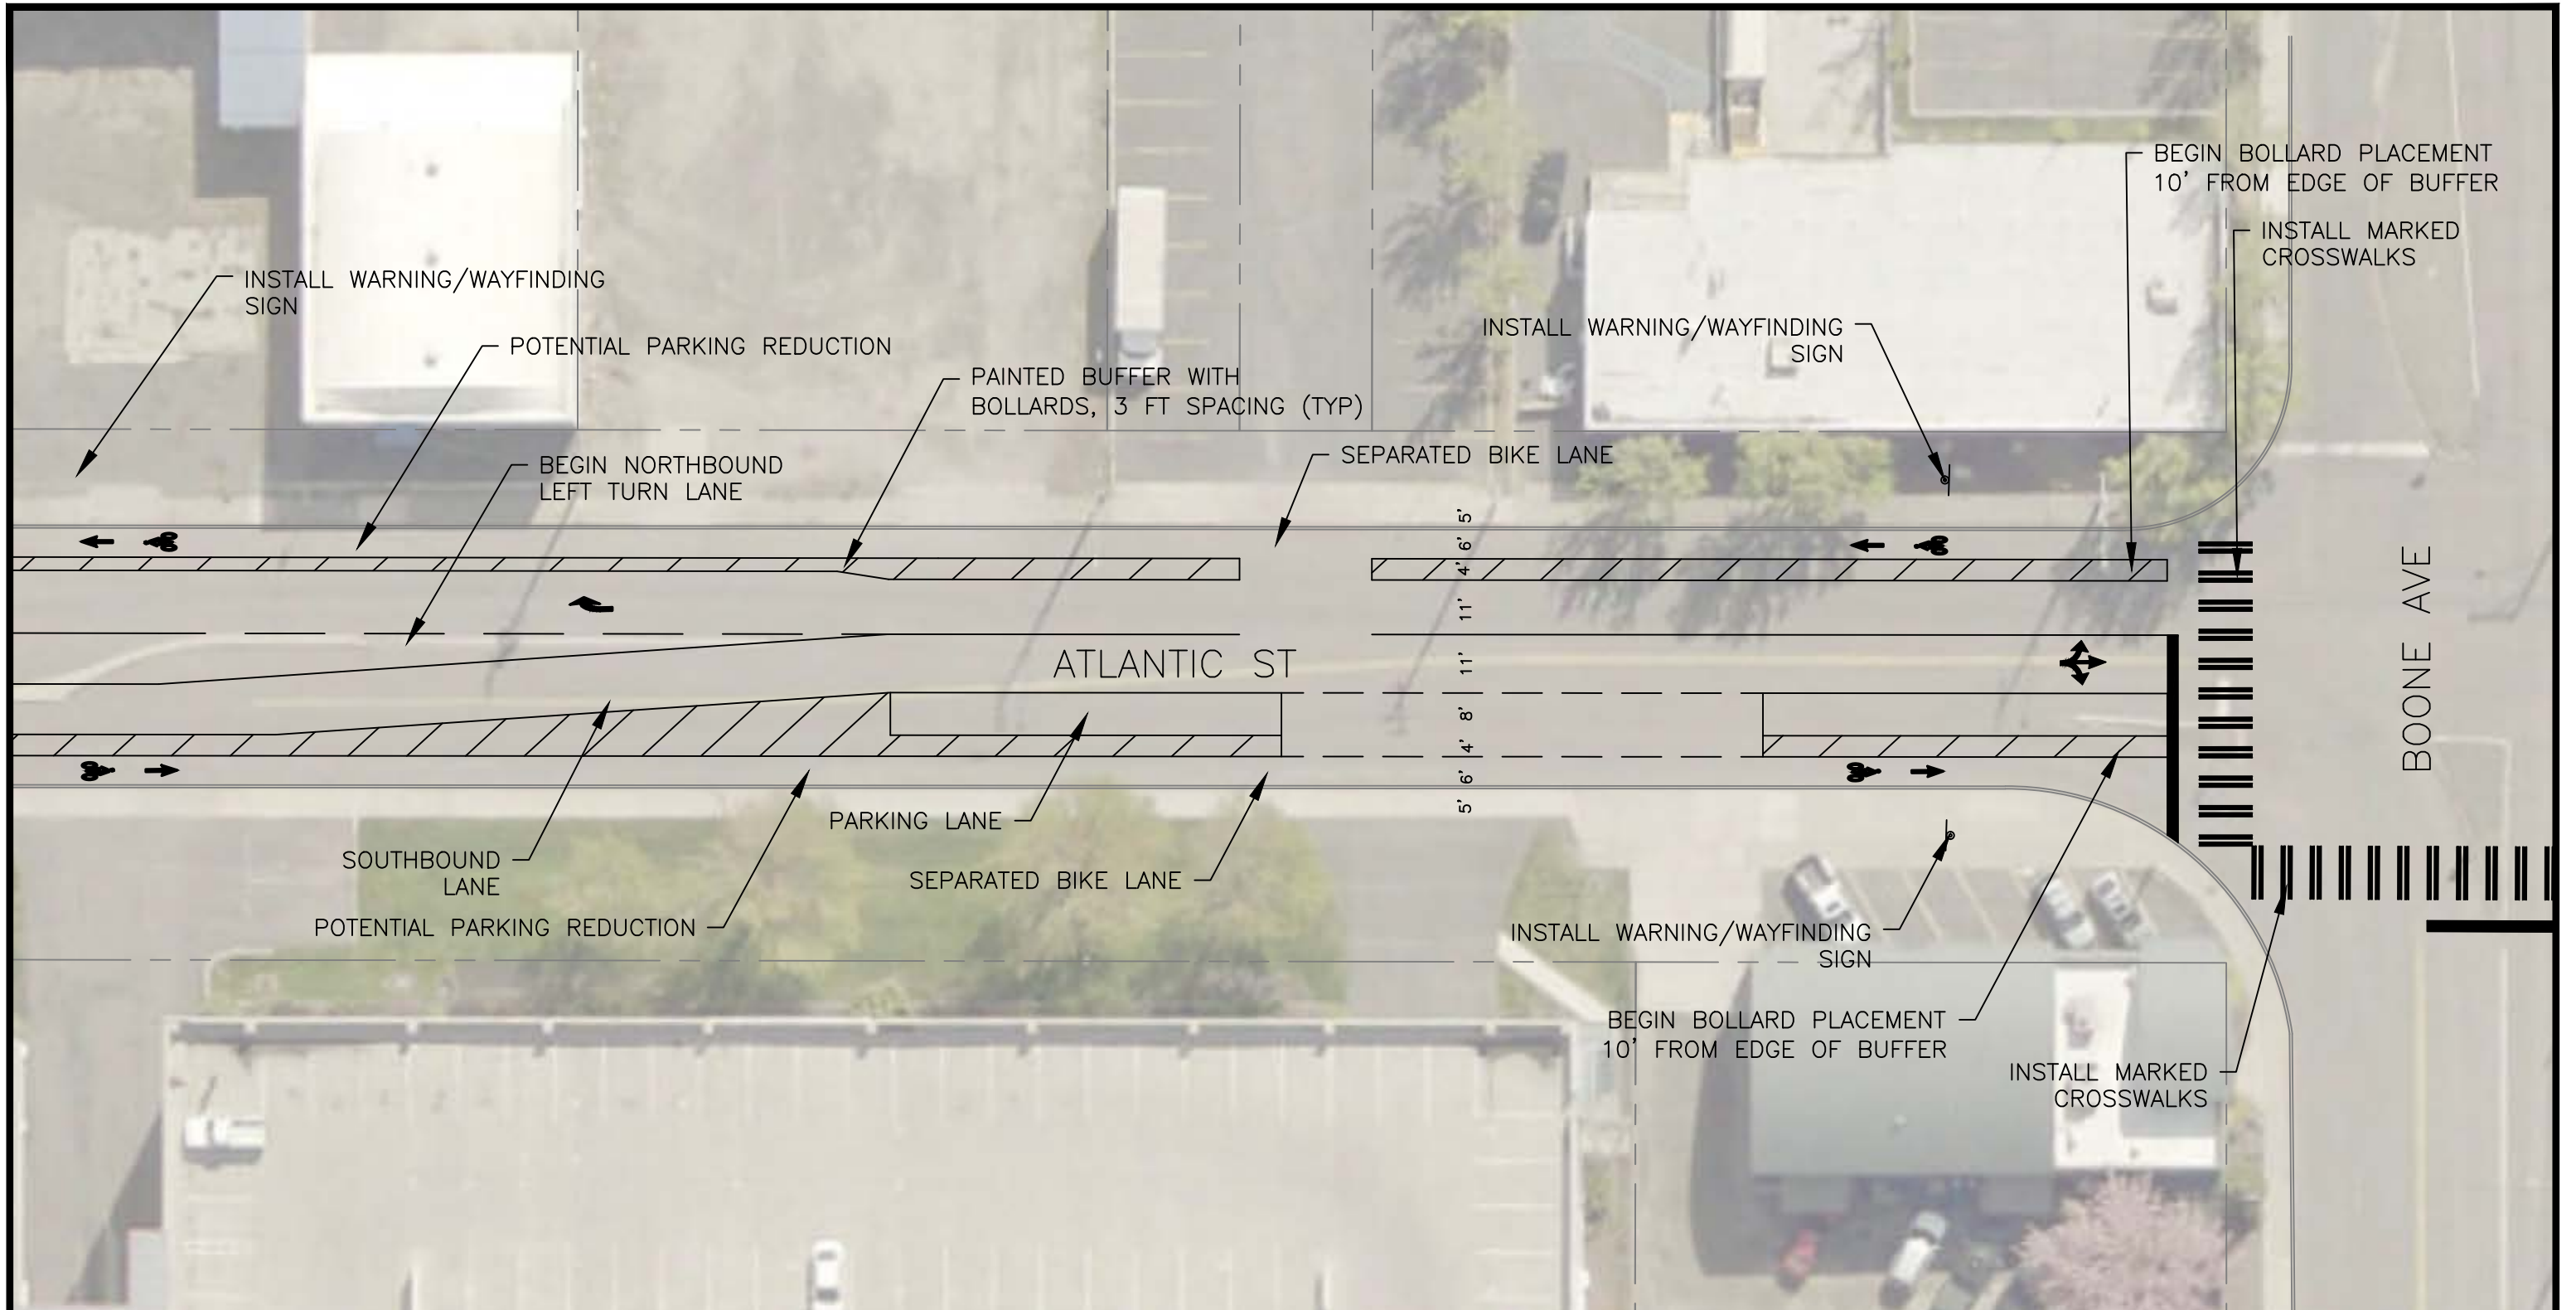 BEGIN BOLLARD PLACEMENT
10' FROM EDGE OF BUFFER
INSTALL MARKED
CROSSWALKS
INSTALL WARNING/WAYFINDING
SIGN
POTENTIAL PARKING REDUCTION
INSTALL WARNING/WAYFINDING
SIGN
PAINTED BUFFER WITH
BOLLARDS, 3 FT SPACING (TYP)
BEGIN NORTHBOUND
LEFT TURN LANE
SEPARATED BIKE LANE
5'
6'
4'
11'
11'
8'
4'
6'
5'
ATLANTIC ST
BOONE AVE
PARKING LANE
SOUTHBOUND
LANE
SEPARATED BIKE LANE
POTENTIAL PARKING REDUCTION
INSTALL WARNING/WAYFINDING
SIGN
BEGIN BOLLARD PLACEMENT
10' FROM EDGE OF BUFFER
INSTALL MARKED
CROSSWALKS